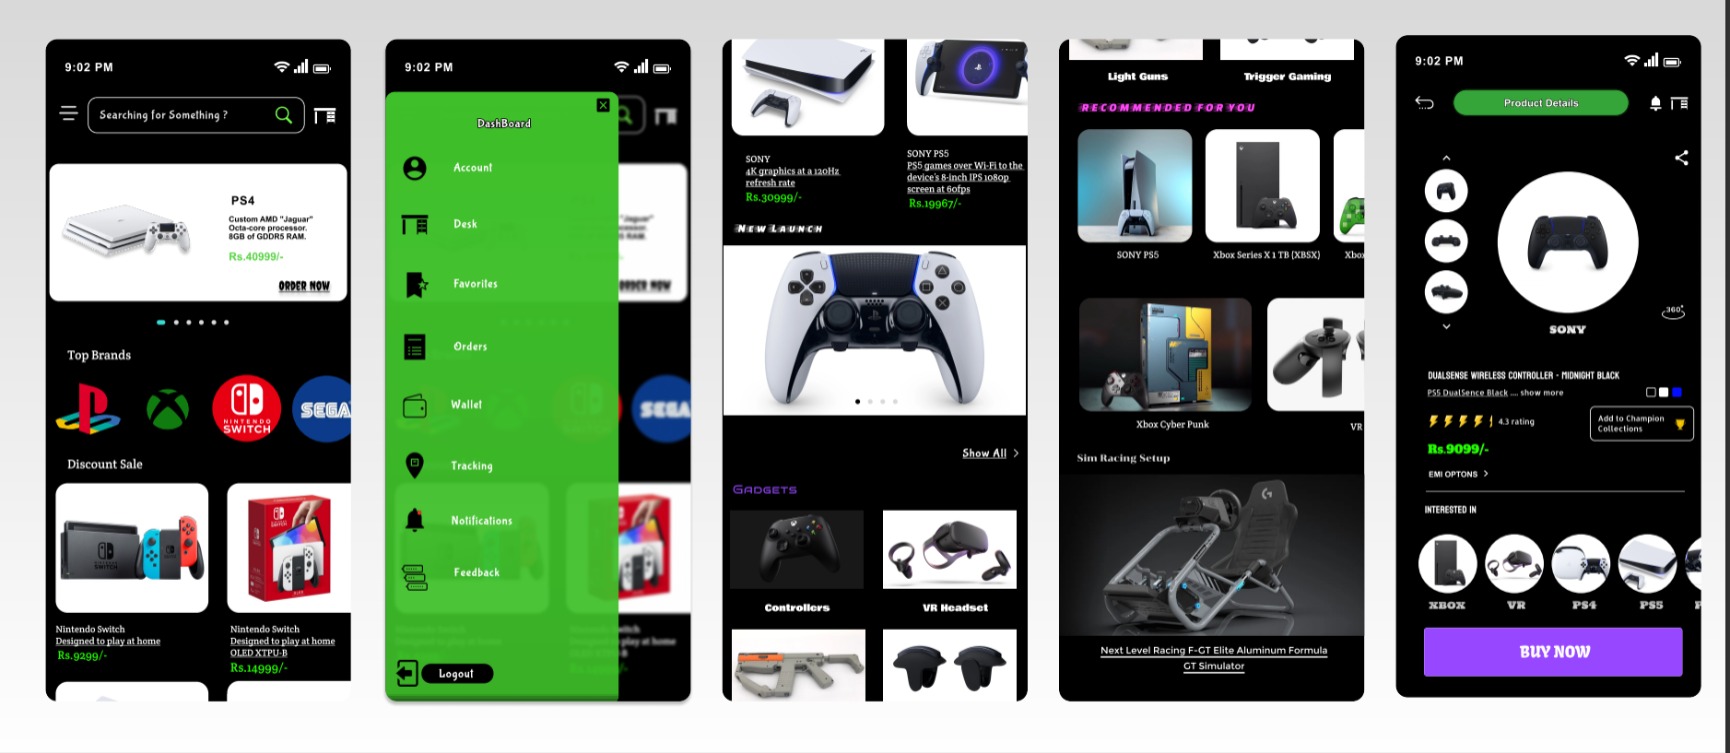 9:02 PM
Searching for Something ?
PS4
Custom AMD "Jaguar"
Octa-core processor.
8GB of GDDR5 RAM.
Rs.40999/-
ORDER NOW
Top Brands
NINTENDO
SWITCH
SEGA
Discount Sale
Nintendo Switch
Designed to play at home
Rs.9299/-
Nintendo Switch
Designed to play at home
OLED XTPU-B
Rs.14999/-
9:02 PM
DashBoard
Account
Desk
Favorites
Orders
Wallet
Tracking
Notifications
Feedback
Logout
SEGA
SONY
4K graphics at a 120Hz
refresh rate
Rs.30999/-
SONY PS5
PS5 games over Wi-Fi to the
device's 8-inch IPS 1080p
screen at 60fps
Rs.19967/-
New Launch
Show All
Gadgets
Controllers
VR Headset
Light Guns
Trigger Gaming
RECOMMENDED FOR YOU
SONY PS5
Xbox Series X 1 TB (XBSX)
Xbox
Xbox Cyber Punk
VR
Sim Racing Setup
Next Level Racing F-GT Elite Aluminum Formula
GT Simulator
9:02 PM
Product Details
360°
SONY
DUALSENSE WIRELESS CONTROLLER - MIDNIGHT BLACK
PS5 DualSence Black .... show more
4.3 rating
Add to Champion
Collections
Rs.9099/-
EMI OPTONS
INTERESTED IN
XBOX
VR
PS4
PS5
P
BUY NOW